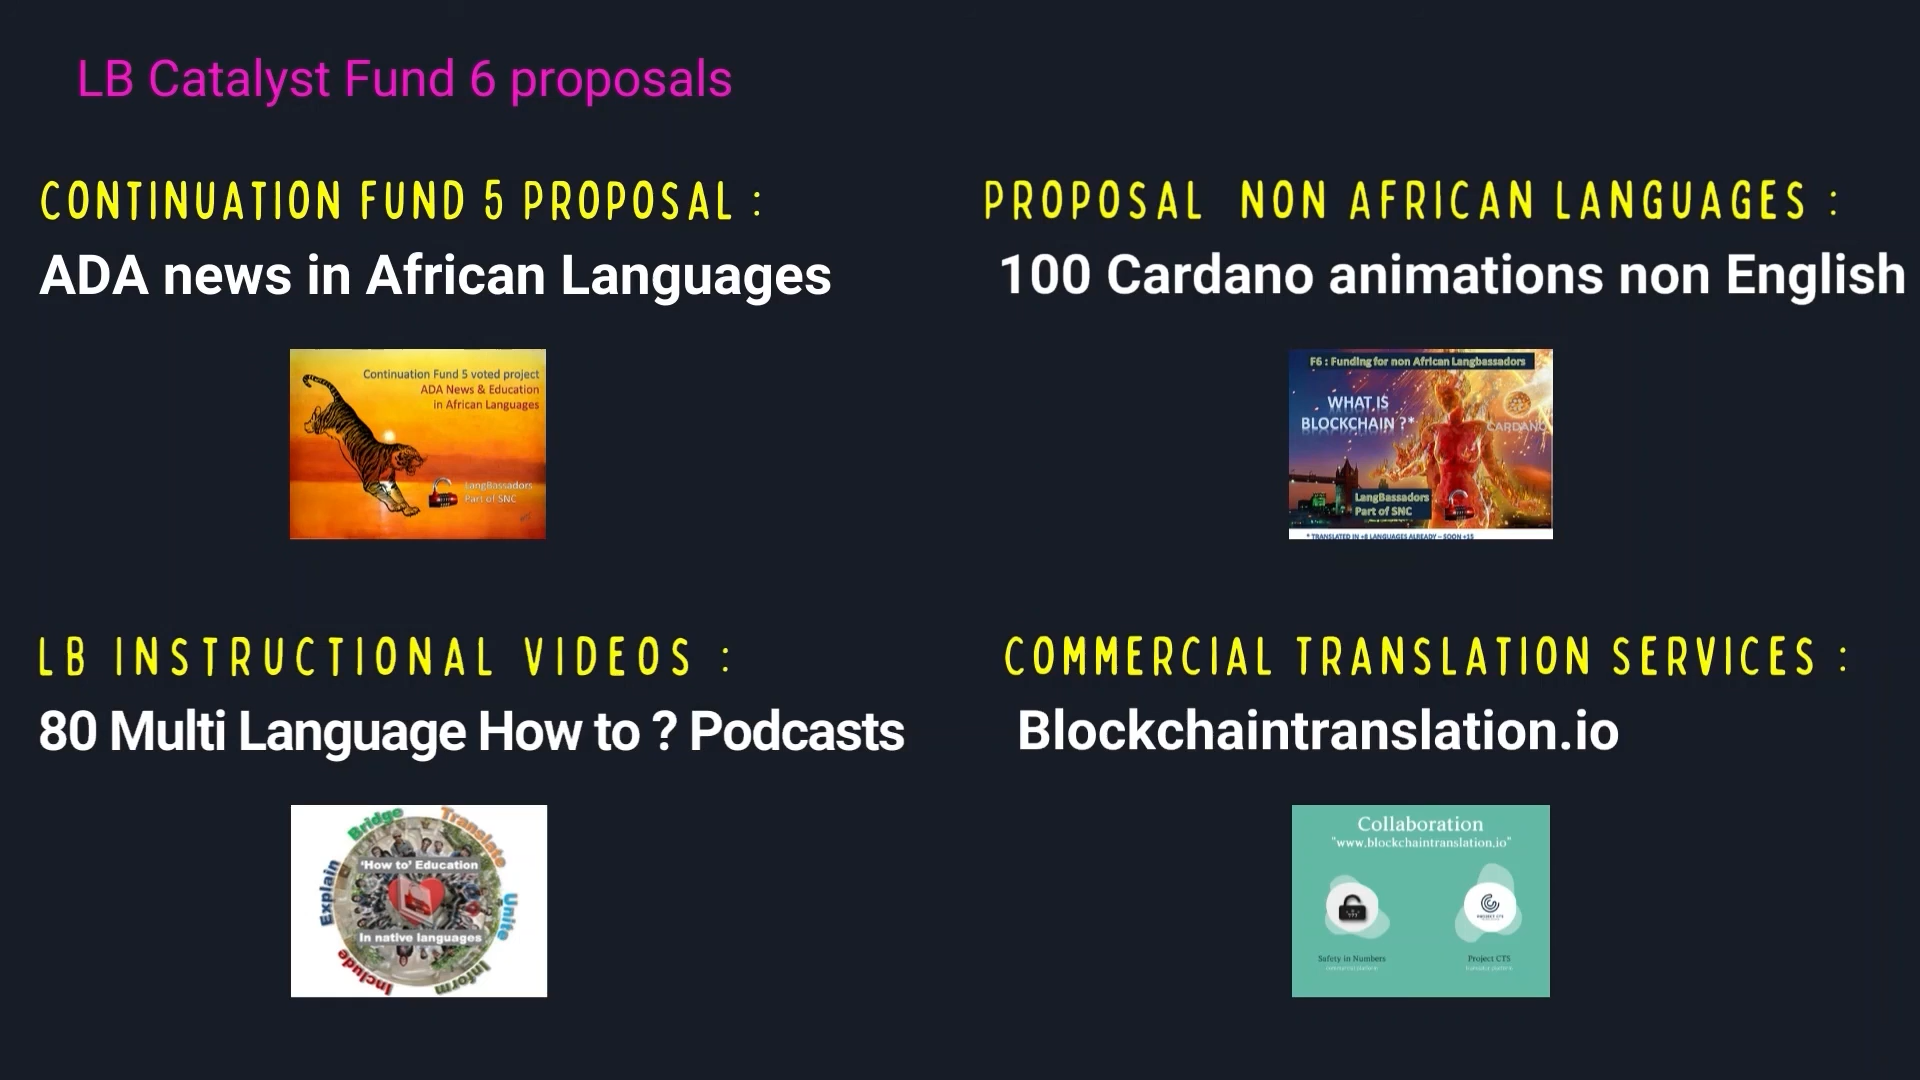 LB Catalyst Fund 6 proposals
CONTINUATION FUND 5 PROPOSAL :
ADA news in African Languages
Continuation Fund 5 voted project
ADA News & Education
in African Languages
LangBassadors
Part of SNC
PROPOSAL NON AFRICAN LANGUAGES :
100 Cardano animations non English
F6 : Funding for non African Langbassadors
WHAT IS
BLOCKCHAIN ?*
CARDANO
LangBassadors
Part of SNC
* TRANSLATED IN +8 LANGUAGES ALREADY – SOON +15
LB INSTRUCTIONAL VIDEOS :
80 Multi Language How to ? Podcasts
Bridge
Translate
Explain
'How to' Education
Unite
In native languages
Include
Inform
COMMERCIAL TRANSLATION SERVICES :
Blockchaintranslation.io
Collaboration
"www.blockchaintranslation.io"
Safety in Numbers
Project CTS